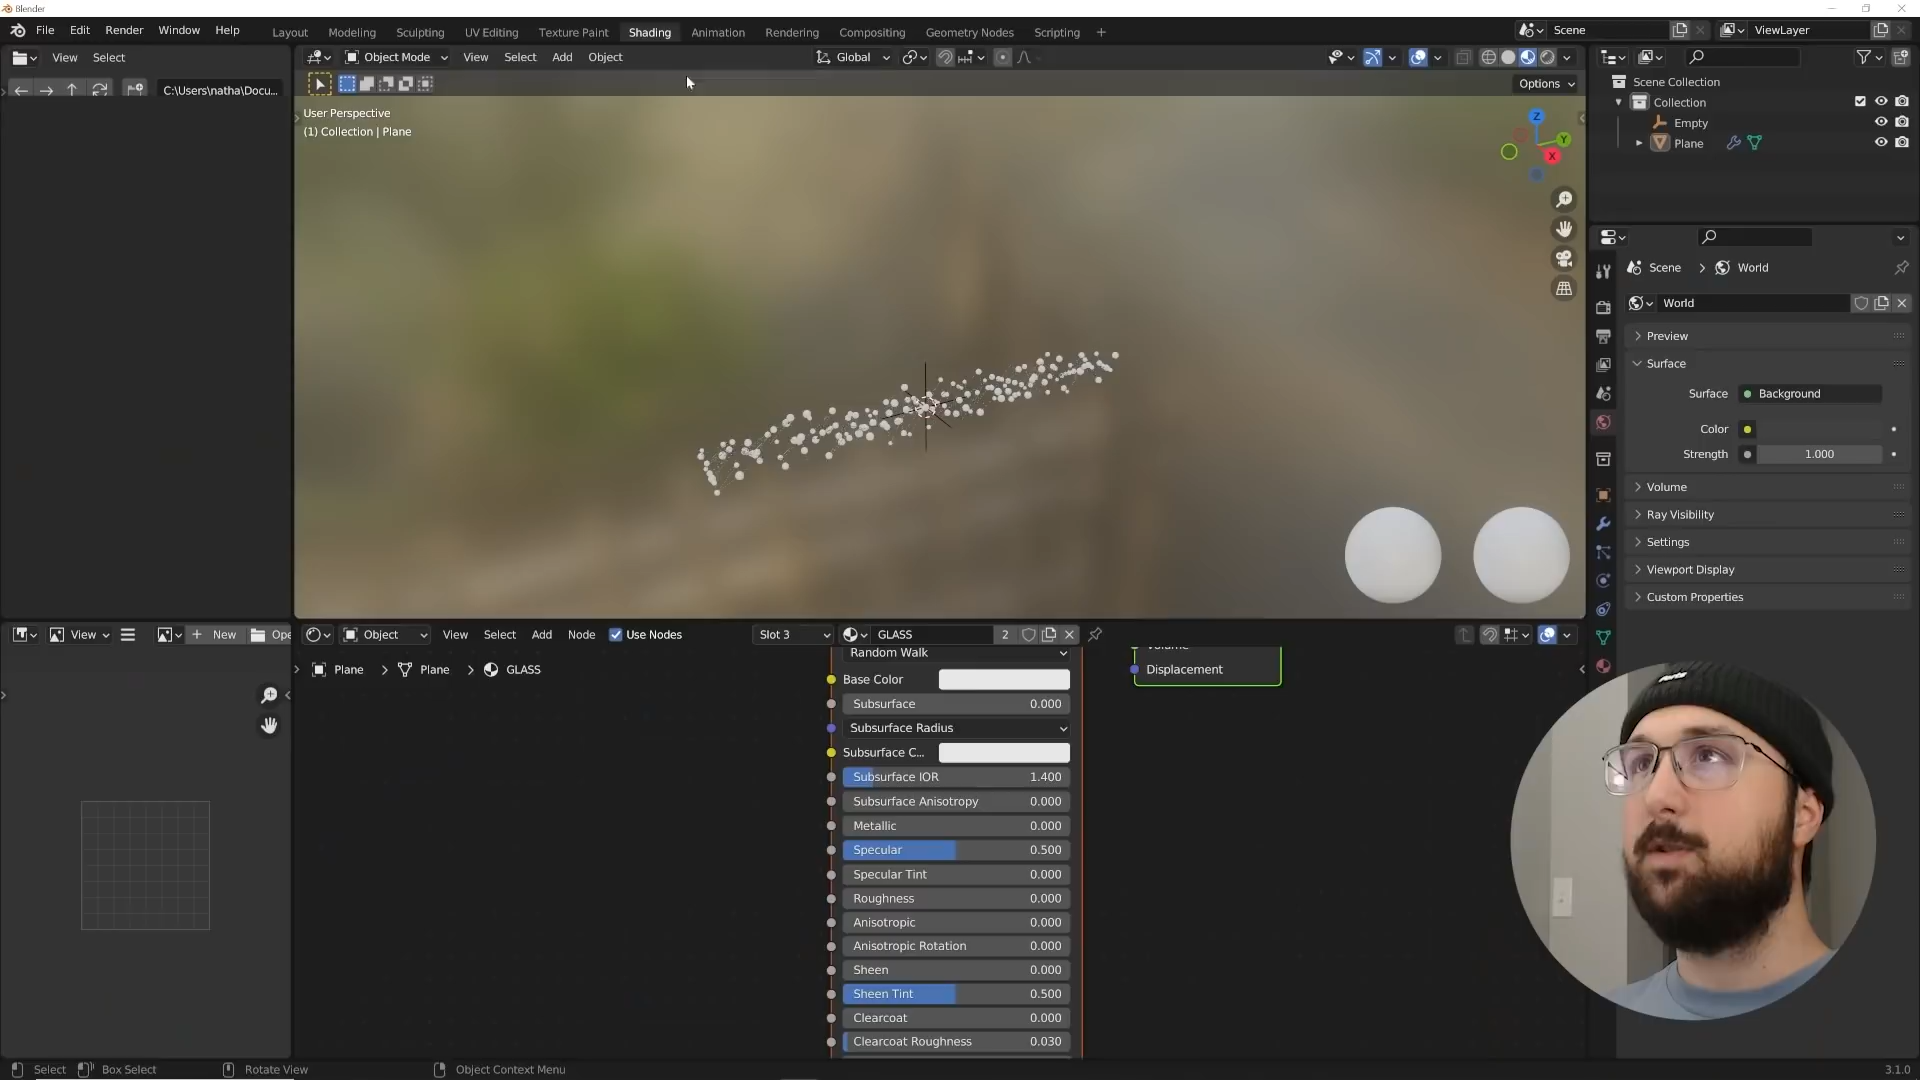 Blender
File Edit Render Window Help Layout Modeling Sculpting UV Editing Texture Paint Shading Animation Rendering Compositing Geometry Nodes Scripting + Scene ViewLayer
View Select Object Mode View Select Add Object Global
C:\Users\natha\Docu... Options
User Perspective
(1) Collection | Plane
Z
Y
X
Scene Collection
Collection
Empty
Plane
Scene > World
World
Preview
Surface
Surface Background
Color
Strength 1.000
Volume
Ray Visibility
Settings
Viewport Display
Custom Properties
View + New Ope Object View Select Add Node Use Nodes Slot 3 GLASS 2
Plane > Plane > GLASS
Random Walk
Base Color
Subsurface 0.000
Subsurface Radius
Subsurface C...
Subsurface IOR 1.400
Subsurface Anisotropy 0.000
Metallic 0.000
Specular 0.500
Specular Tint 0.000
Roughness 0.000
Anisotropic 0.000
Anisotropic Rotation 0.000
Sheen 0.000
Sheen Tint 0.500
Clearcoat 0.000
Clearcoat Roughness 0.030
Volume
Displacement
Select Box Select Rotate View Object Context Menu 3.1.0